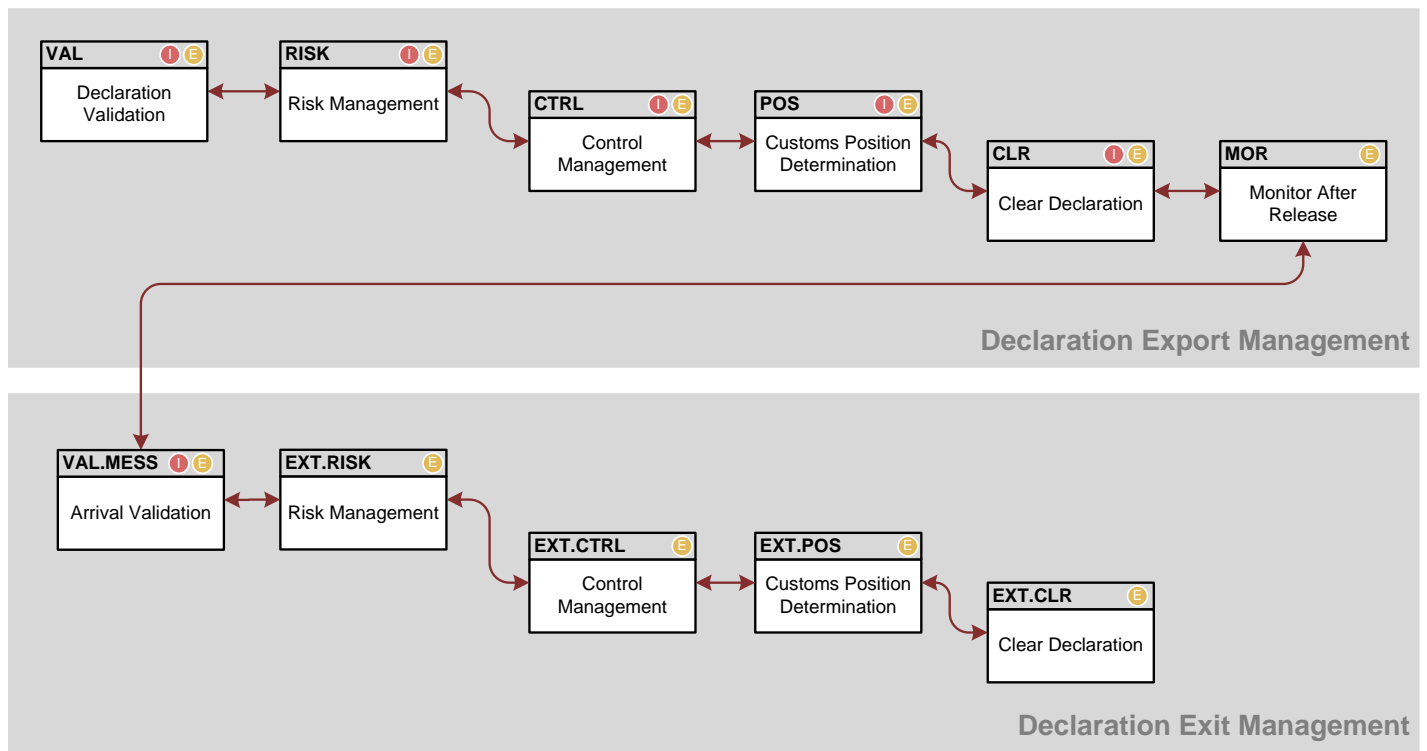 VAL I E
Declaration
Validation
RISK I E
Risk Management
CTRL I E
Control
Management
POS I E
Customs Position
Determination
CLR I E
Clear Declaration
MOR E
Monitor After
Release
Declaration Export Management
VAL.MESS I E
Arrival Validation
EXT.RISK E
Risk Management
EXT.CTRL E
Control
Management
EXT.POS E
Customs Position
Determination
EXT.CLR E
Clear Declaration
Declaration Exit Management